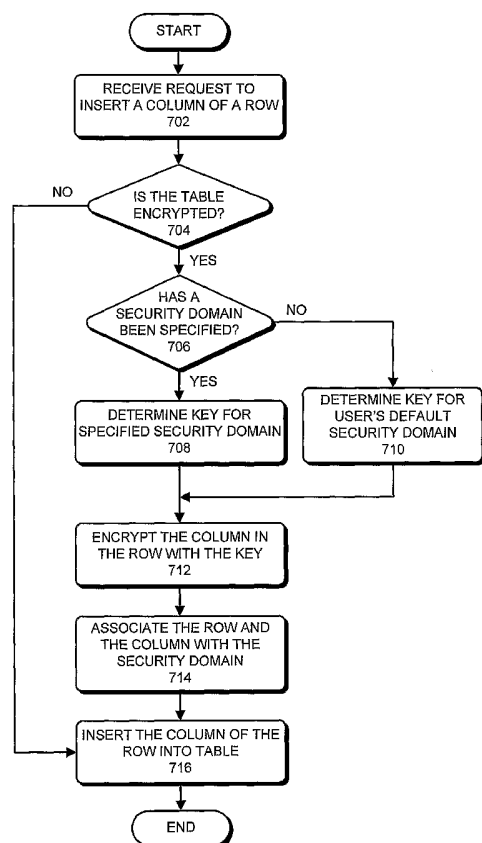 START
RECEIVE REQUEST TO
INSERT A COLUMN OF A ROW
702
NO
IS THE TABLE
ENCRYPTED?
704
YES
HAS A
SECURITY DOMAIN
BEEN SPECIFIED?
706
NO
YES
DETERMINE KEY FOR
SPECIFIED SECURITY DOMAIN
708
DETERMINE KEY FOR
USER'S DEFAULT
SECURITY DOMAIN
710
ENCRYPT THE COLUMN IN
THE ROW WITH THE KEY
712
ASSOCIATE THE ROW AND
THE COLUMN WITH THE
SECURITY DOMAIN
714
INSERT THE COLUMN OF THE
ROW INTO TABLE
716
END